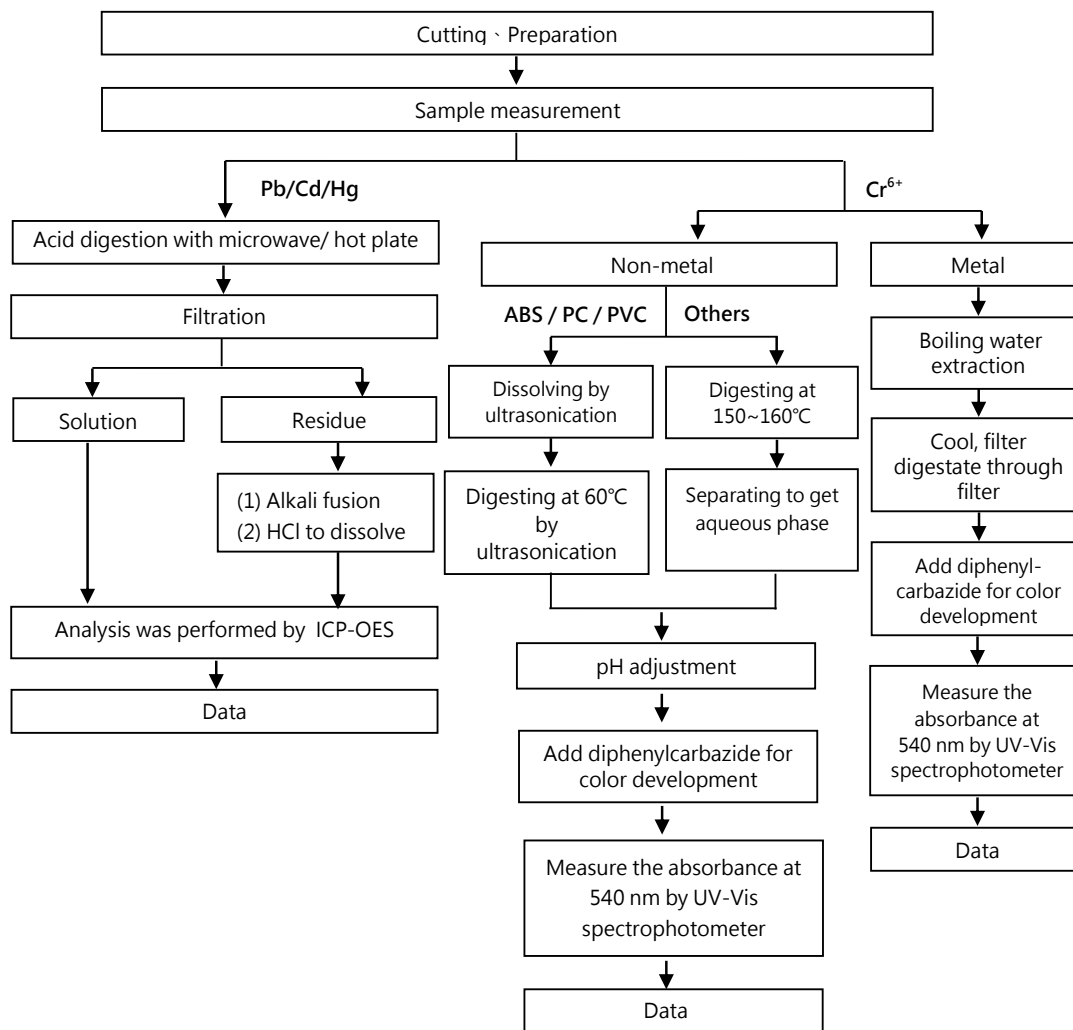 Cutting、Preparation
Sample measurement
Pb/Cd/Hg
Acid digestion with microwave/ hot plate
Filtration
Solution
Residue
(1) Alkali fusion
(2) HCl to dissolve
Analysis was performed by ICP-OES
Data
Cr⁶⁺
Non-metal
ABS / PC / PVC
Others
Dissolving by
ultrasonication
Digesting at 60℃
by
ultrasonication
Digesting at
150~160℃
Separating to get
aqueous phase
pH adjustment
Add diphenylcarbazide for
color development
Measure the absorbance at
540 nm by UV-Vis
spectrophotometer
Data
Metal
Boiling water
extraction
Cool, filter
digestate through
filter
Add diphenyl-
carbazide for color
development
Measure the
absorbance at
540 nm by UV-Vis
spectrophotometer
Data